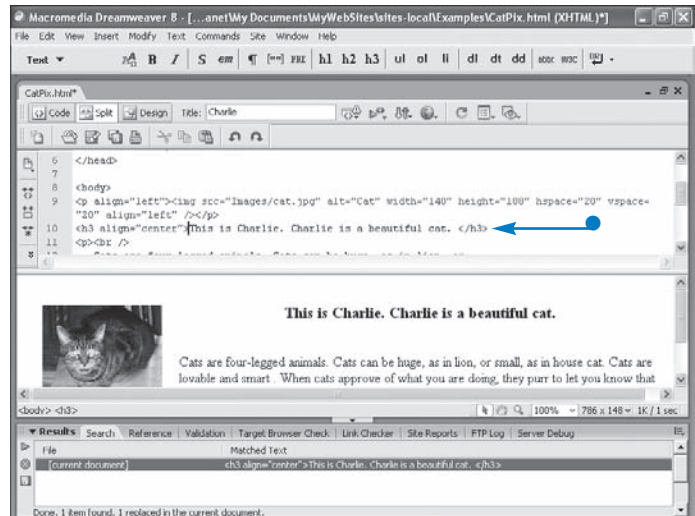 Macromedia Dreamweaver 8 - [...anet\My Documents\MyWebSites\sites-local\Examples\CatPix.html (XHTML)*]
File Edit View Insert Modify Text Commands Site Window Help
Text B I S em ¶ [""] PRE h1 h2 h3 ul ol li dl dt dd abbr. W3C
CatPix.html*
Code Split Design Title: Charlie
6 </head>
7
8 <body>
9 <p align="left"><img src="Images/cat.jpg" alt="Cat" width="140" height="100" hspace="20" vspace=
"20" align="left" /></p>
10 <h3 align="center">This is Charlie. Charlie is a beautiful cat. </h3>
11 <p><br />
This is Charlie. Charlie is a beautiful cat.
Cats are four-legged animals. Cats can be huge, as in lion, or small, as in house cat. Cats are
lovable and smart . When cats approve of what you are doing, they purr to let you know that
<body> <h3> 100% 786 x 148 1K / 1 sec
Results Search Reference Validation Target Browser Check Link Checker Site Reports FTP Log Server Debug
File Matched Text
[current document] <h3 align="center">This is Charlie. Charlie is a beautiful cat. </h3>
Done. 1 item found, 1 replaced in the current document.